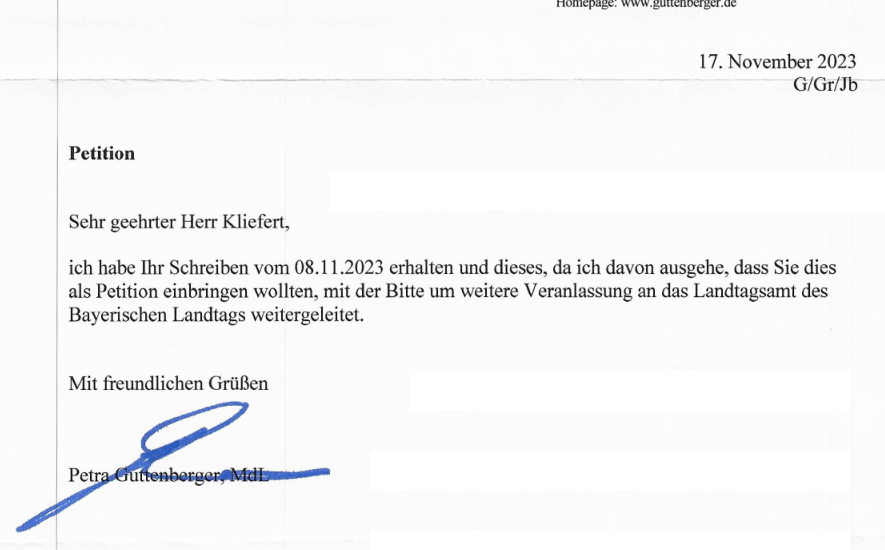 Homepage: www.guttenberger.de
17. November 2023
G/Gr/Jb
Petition
Sehr geehrter Herr Kliefert,
ich habe Ihr Schreiben vom 08.11.2023 erhalten und dieses, da ich davon ausgehe, dass Sie dies
als Petition einbringen wollten, mit der Bitte um weitere Veranlassung an das Landtagsamt des
Bayerischen Landtags weitergeleitet.
Mit freundlichen Grüßen
Petra Guttenberger, MdL